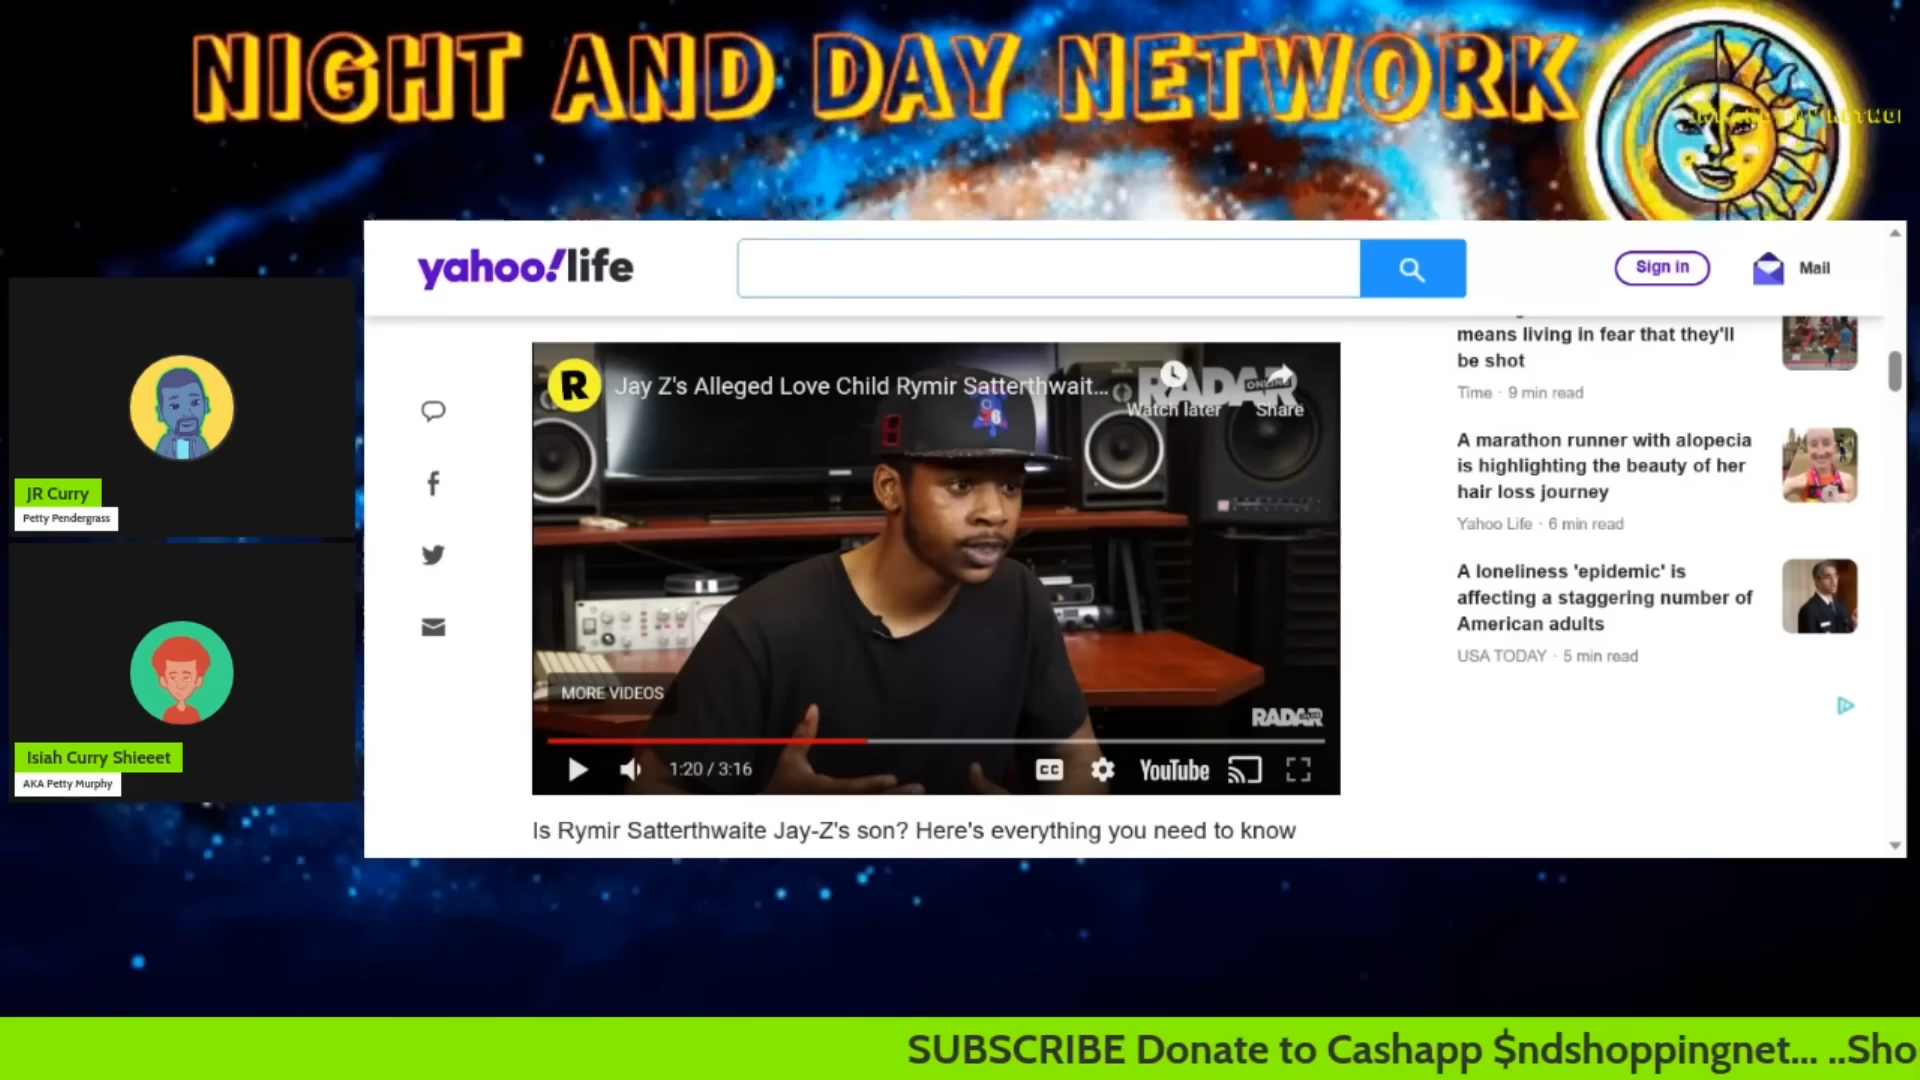 NIGHT AND DAY NETWORK
yahoo!life
Sign in
Mail
JR Curry
Petty Pendergrass
Isiah Curry Shieeet
AKA Petty Murphy
R
Jay Z's Alleged Love Child Rymir Satterthwait...
RADAR
ONLINE
Watch later
Share
MORE VIDEOS
RADAR
1:20 / 3:16
CC
YouTube
Is Rymir Satterthwaite Jay-Z's son? Here's everything you need to know
means living in fear that they'll
be shot
Time · 9 min read
A marathon runner with alopecia
is highlighting the beauty of her
hair loss journey
Yahoo Life · 6 min read
A loneliness 'epidemic' is
affecting a staggering number of
American adults
USA TODAY · 5 min read
SUBSCRIBE Donate to Cashapp $ndshoppingnet... ..Sho